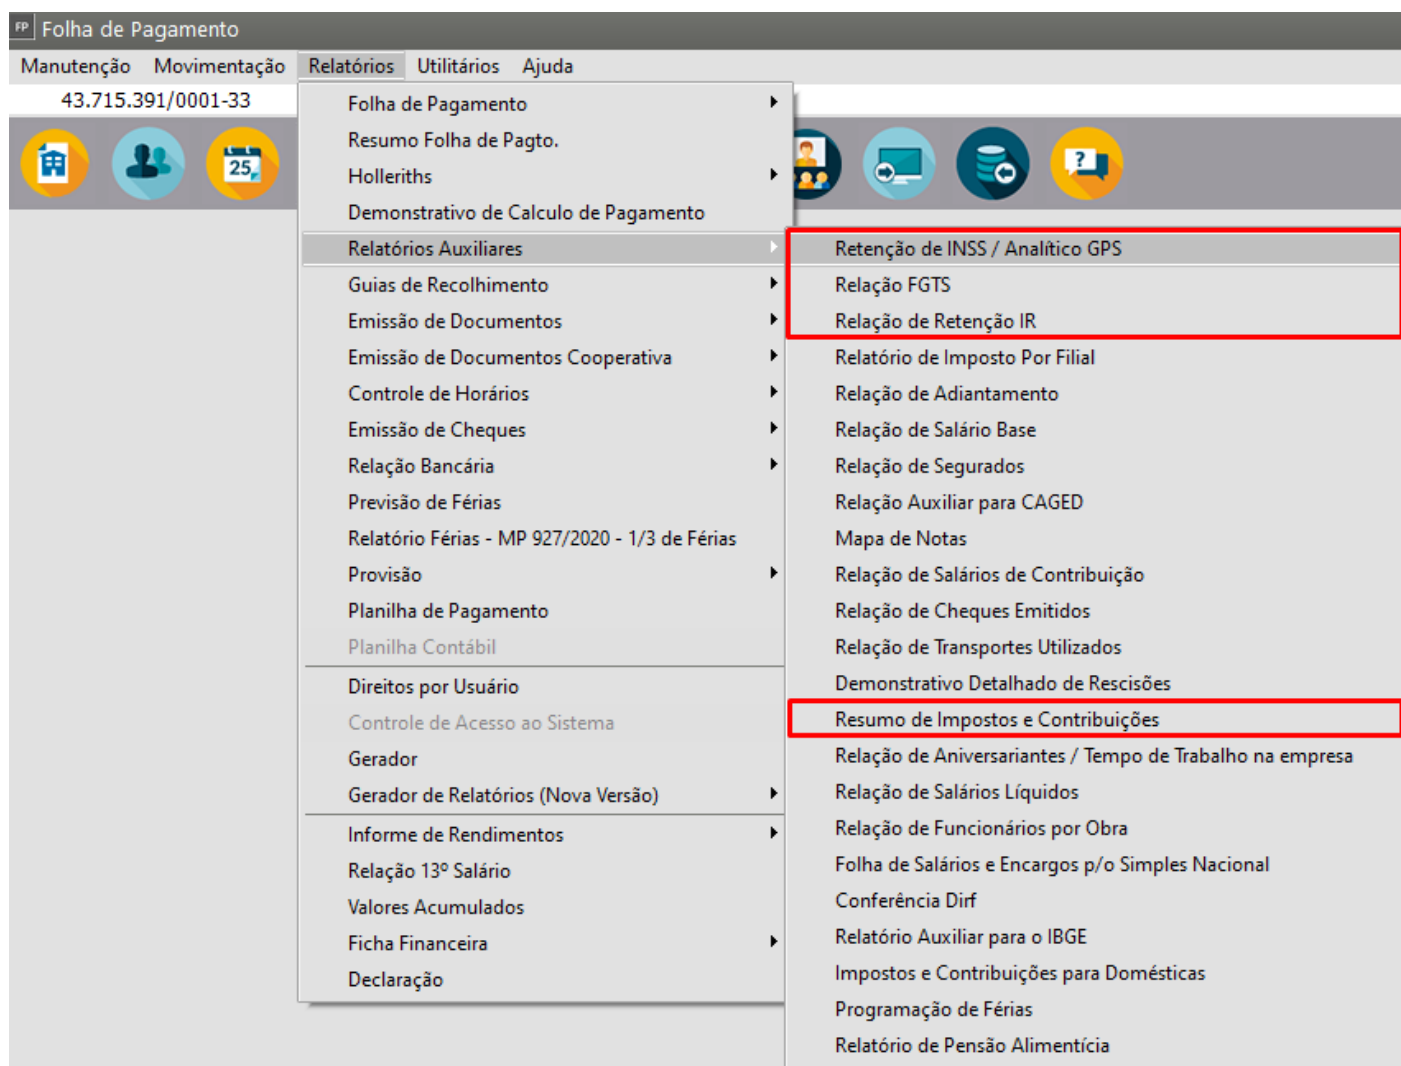 FP Folha de Pagamento
Manutenção Movimentação Relatórios Utilitários Ajuda
43.715.391/0001-33
25
?
Folha de Pagamento
Resumo Folha de Pagto.
Holleriths
Demonstrativo de Calculo de Pagamento
Relatórios Auxiliares
Guias de Recolhimento
Emissão de Documentos
Emissão de Documentos Cooperativa
Controle de Horários
Emissão de Cheques
Relação Bancária
Previsão de Férias
Relatório Férias - MP 927/2020 - 1/3 de Férias
Provisão
Planilha de Pagamento
Planilha Contábil
Direitos por Usuário
Controle de Acesso ao Sistema
Gerador
Gerador de Relatórios (Nova Versão)
Informe de Rendimentos
Relação 13º Salário
Valores Acumulados
Ficha Financeira
Declaração
Retenção de INSS / Analítico GPS
Relação FGTS
Relação de Retenção IR
Relatório de Imposto Por Filial
Relação de Adiantamento
Relação de Salário Base
Relação de Segurados
Relação Auxiliar para CAGED
Mapa de Notas
Relação de Salários de Contribuição
Relação de Cheques Emitidos
Relação de Transportes Utilizados
Demonstrativo Detalhado de Rescisões
Resumo de Impostos e Contribuições
Relação de Aniversariantes / Tempo de Trabalho na empresa
Relação de Salários Líquidos
Relação de Funcionários por Obra
Folha de Salários e Encargos p/o Simples Nacional
Conferência Dirf
Relatório Auxiliar para o IBGE
Impostos e Contribuições para Domésticas
Programação de Férias
Relatório de Pensão Alimentícia